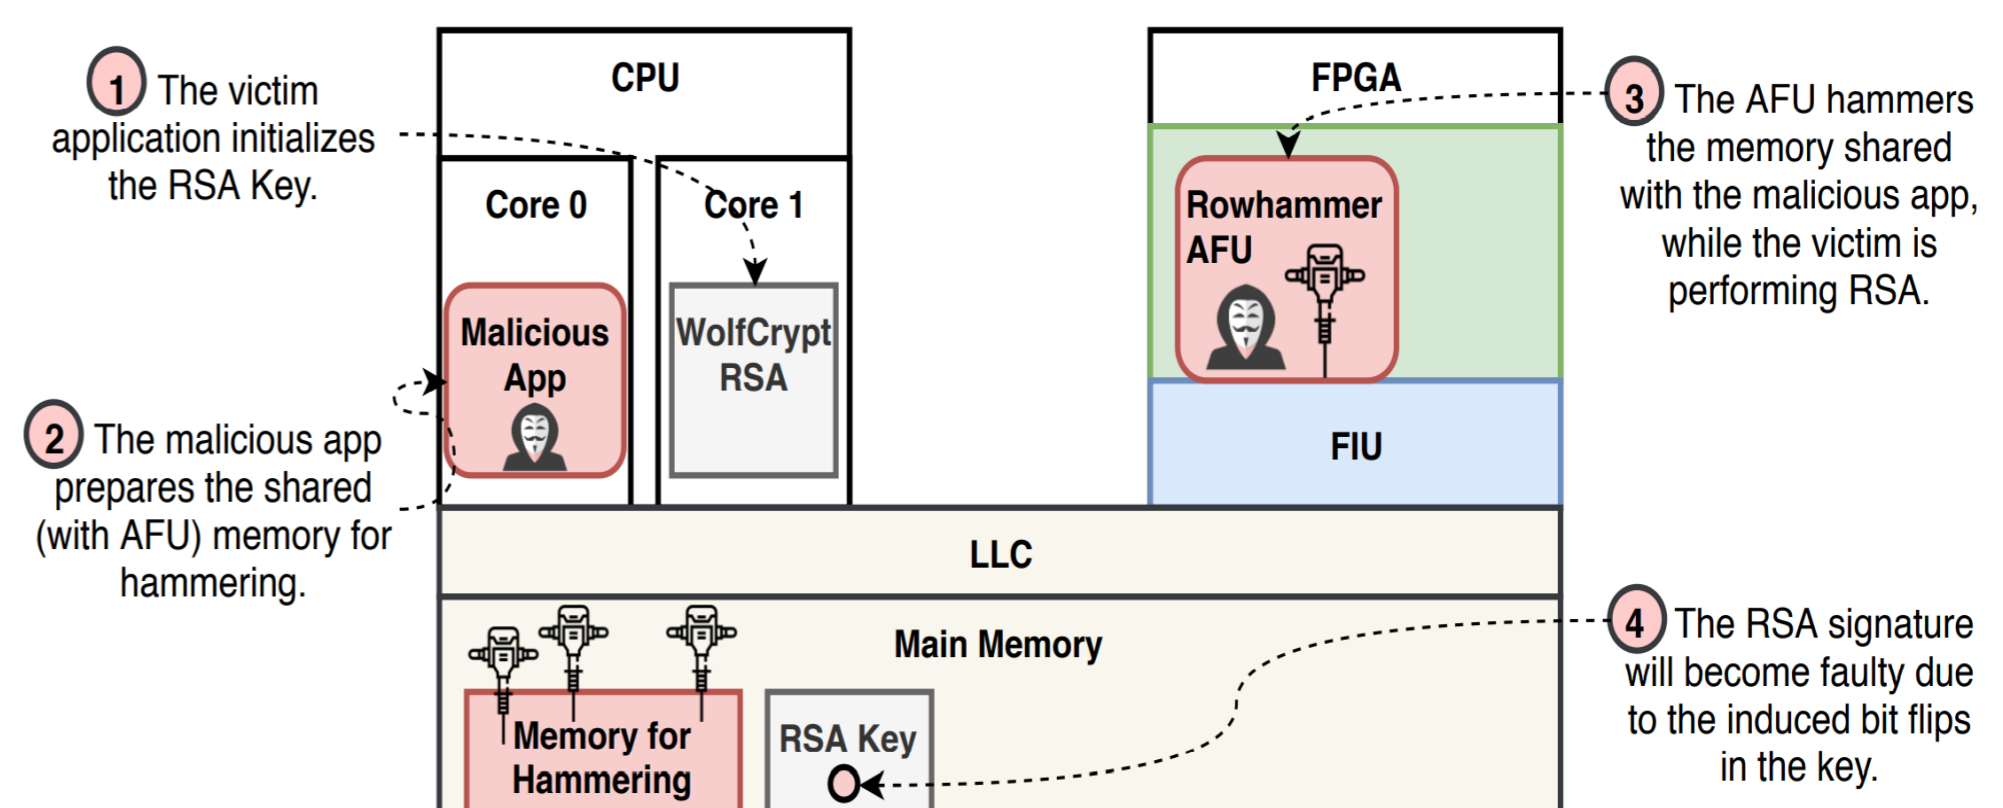 1 The victim
application initializes
the RSA Key.
2 The malicious app
prepares the shared
(with AFU) memory for
hammering.
CPU
Core 0
Core 1
Malicious
App
WolfCrypt
RSA
FPGA
Rowhammer
AFU
FIU
LLC
Main Memory
Memory for
Hammering
RSA Key
3 The AFU hammers
the memory shared
with the malicious app,
while the victim is
performing RSA.
4 The RSA signature
will become faulty due
to the induced bit flips
in the key.